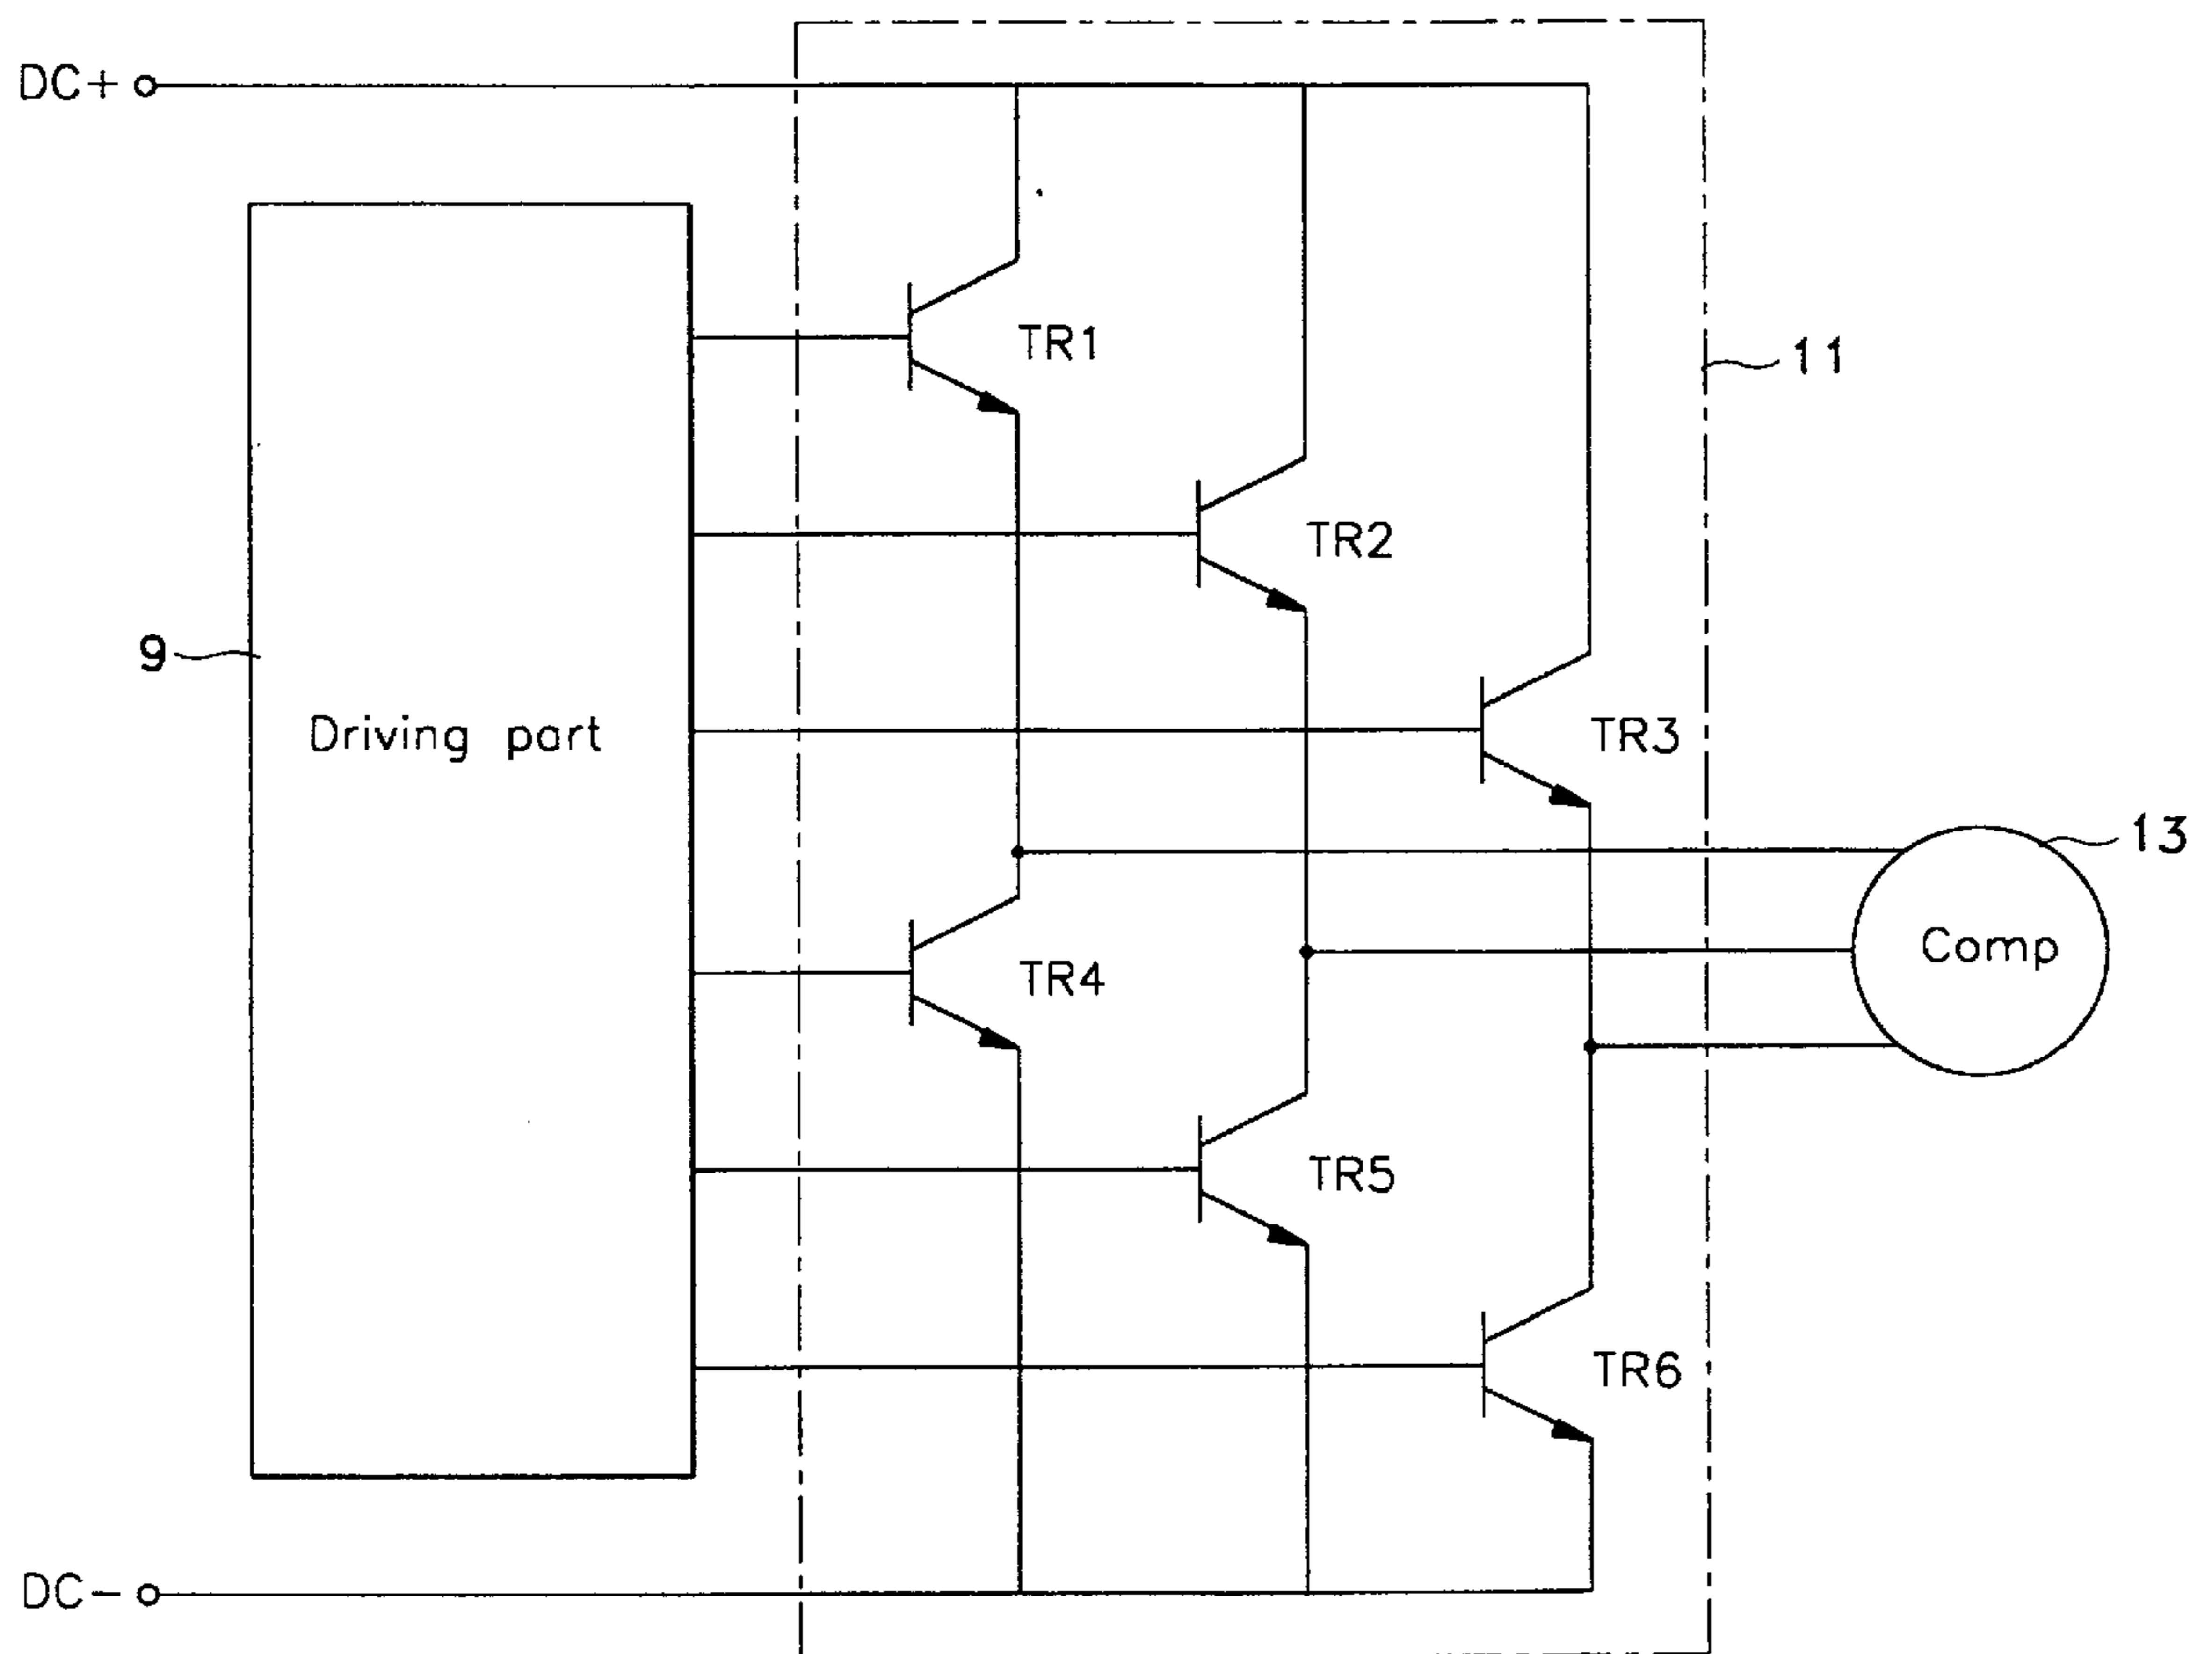 DC+
TR1
11
TR2
9
Driving part
TR3
13
Comp
TR4
TR5
TR6
DC-